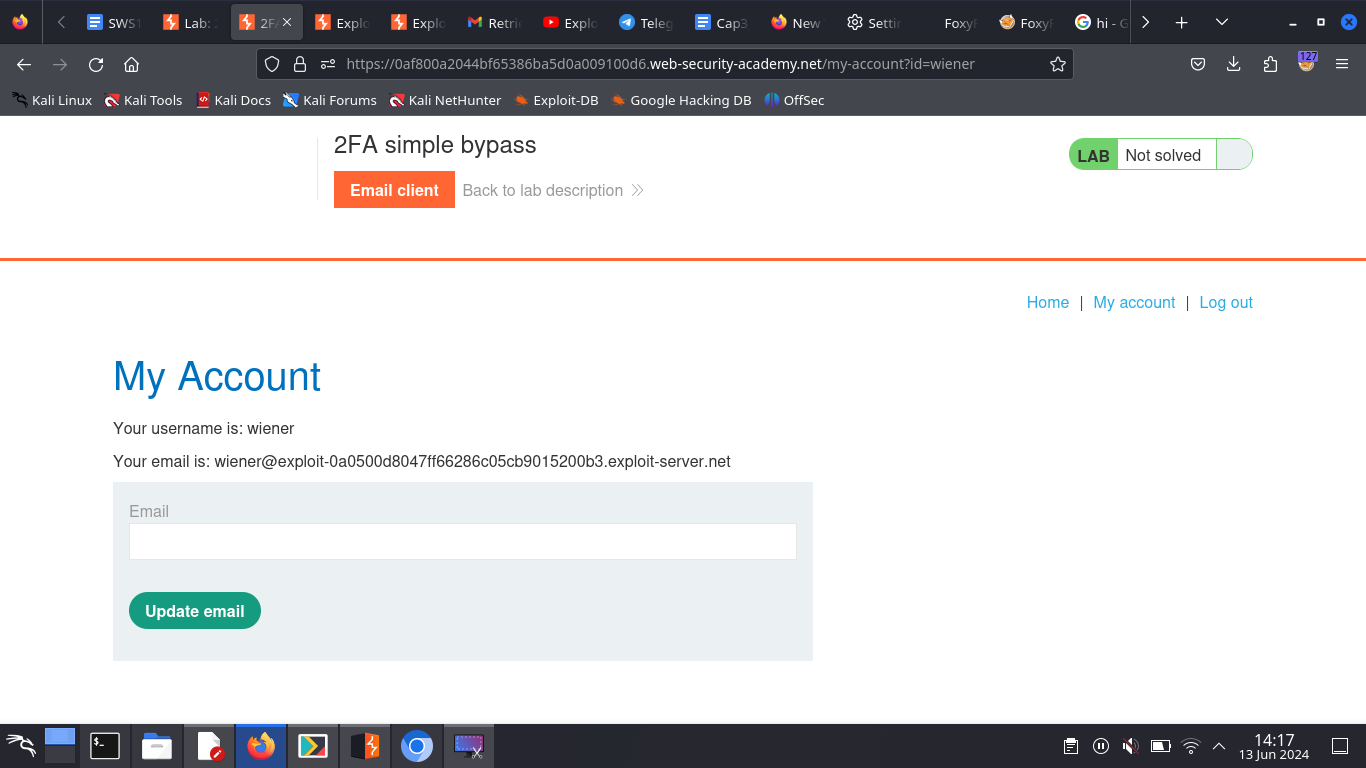 SWS1
Lab: 2
2FA
Explo
Explo
Retrie
Explo
Teleg
Cap3
New
Settin
FoxyP
FoxyP
hi - G
https://0af800a2044bf65386ba5d0a009100d6.web-security-academy.net/my-account?id=wiener
127
Kali Linux
Kali Tools
Kali Docs
Kali Forums
Kali NetHunter
Exploit-DB
Google Hacking DB
OffSec
2FA simple bypass
LAB Not solved
Email client Back to lab description
Home | My account | Log out
My Account
Your username is: wiener
Your email is: wiener@exploit-0a0500d8047ff66286c05cb9015200b3.exploit-server.net
Email
Update email
14:17
13 Jun 2024